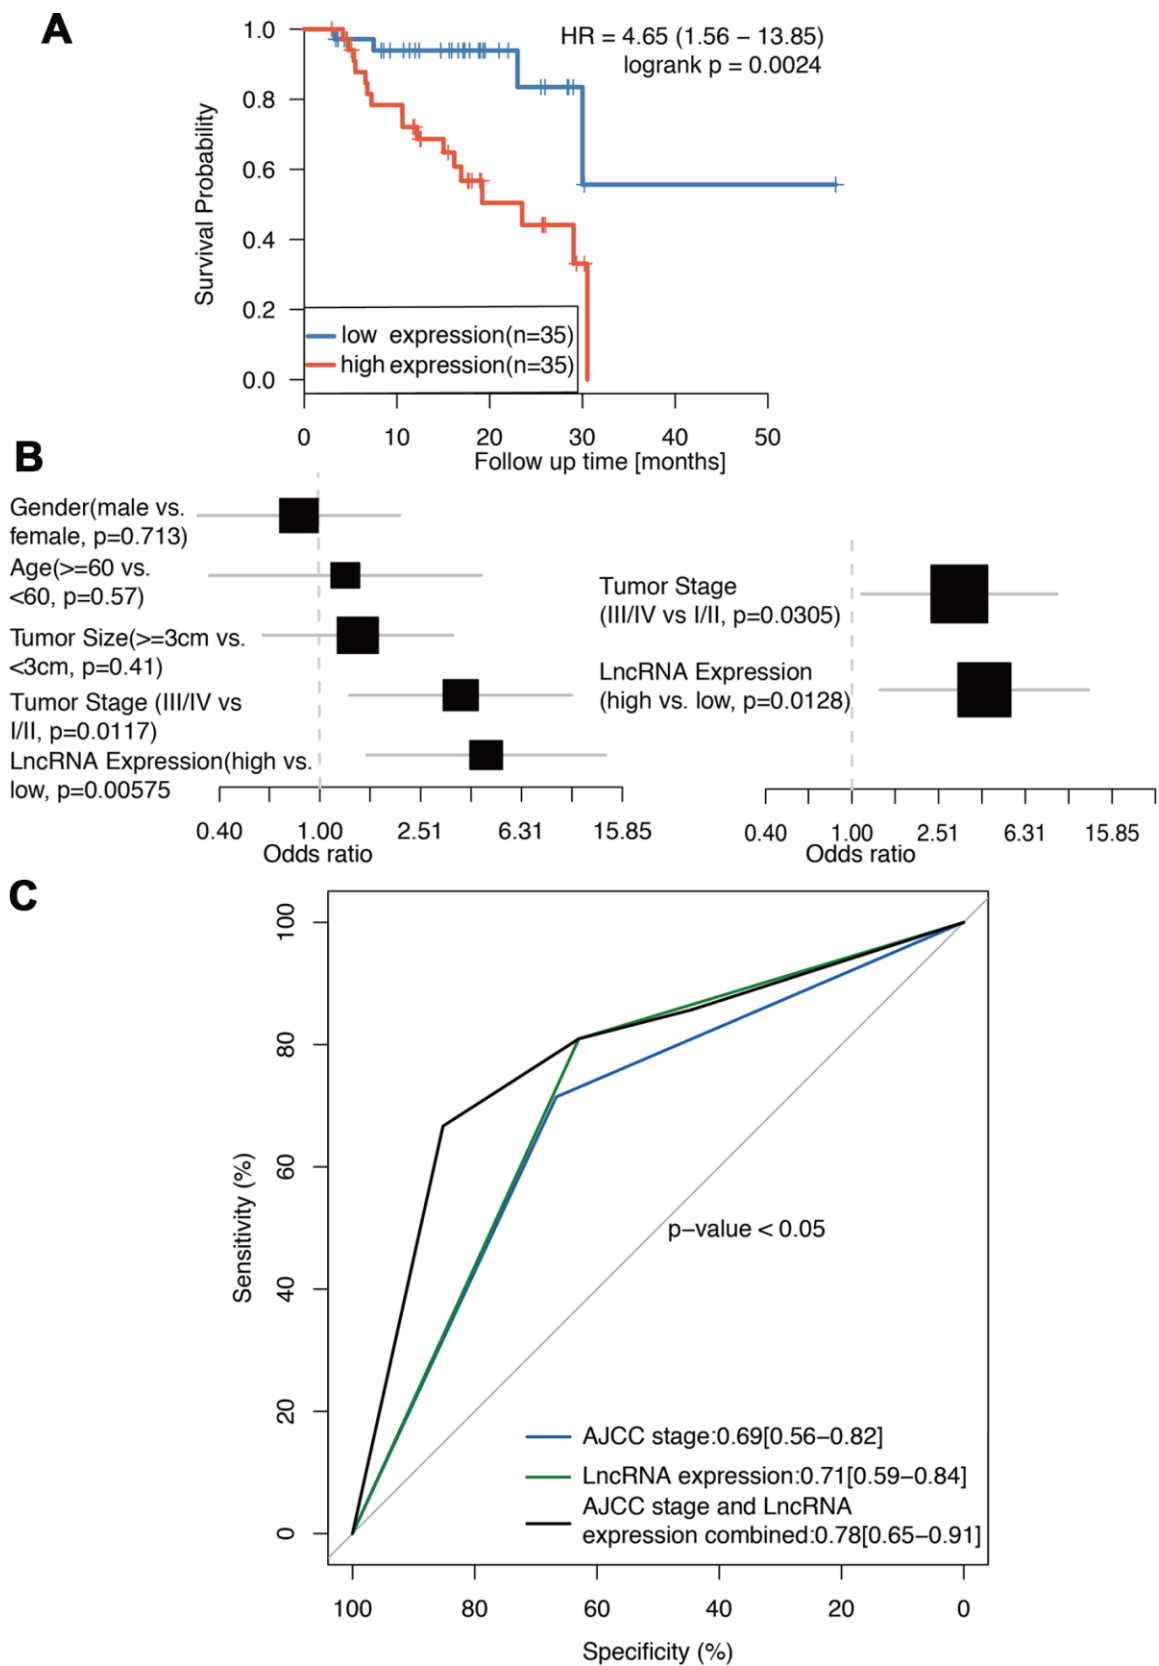 A
HR = 4.65 (1.56 − 13.85)
logrank p = 0.0024
Survival Probability
1.0
0.8
0.6
0.4
0.2
0.0
low expression(n=35)
high expression(n=35)
0 10 20 30 40 50
Follow up time [months]
B
Gender(male vs.
female, p=0.713)
Age(>=60 vs.
<60, p=0.57)
Tumor Size(>=3cm vs.
<3cm, p=0.41)
Tumor Stage (III/IV vs
I/II, p=0.0117)
LncRNA Expression(high vs.
low, p=0.00575
0.40 1.00 2.51 6.31 15.85
Odds ratio
Tumor Stage
(III/IV vs I/II, p=0.0305)
LncRNA Expression
(high vs. low, p=0.0128)
0.40 1.00 2.51 6.31 15.85
Odds ratio
C
Sensitivity (%)
100
80
60
40
20
0
p−value < 0.05
AJCC stage:0.69[0.56−0.82]
LncRNA expression:0.71[0.59−0.84]
AJCC stage and LncRNA
expression combined:0.78[0.65−0.91]
100 80 60 40 20 0
Specificity (%)